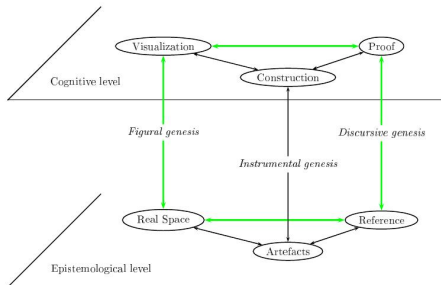 Visualization
Proof
Construction
Cognitive level
Figural genesis
Discursive genesis
Instrumental genesis
Real Space
Reference
Artefacts
Epistemological level